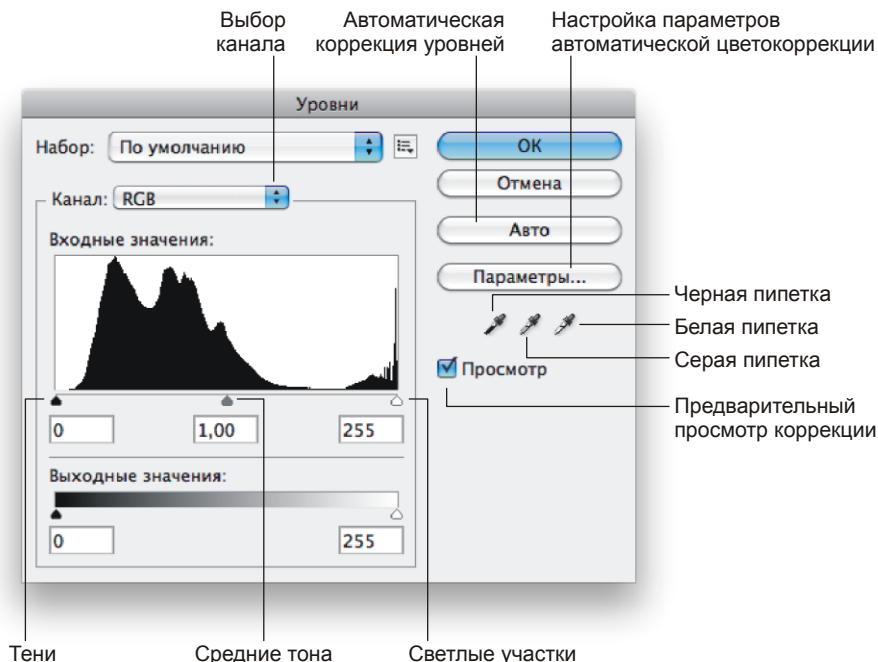 Выбор
канала
Автоматическая
коррекция уровней
Настройка параметров
автоматической цветокоррекции
Уровни
Набор: По умолчанию
OK
Отмена
Канал: RGB
Авто
Входные значения:
Параметры...
Черная пипетка
Белая пипетка
Серая пипетка
Просмотр
Предварительный
просмотр коррекции
0 1,00 255
Выходные значения:
0 255
Тени Средние тона Светлые участки